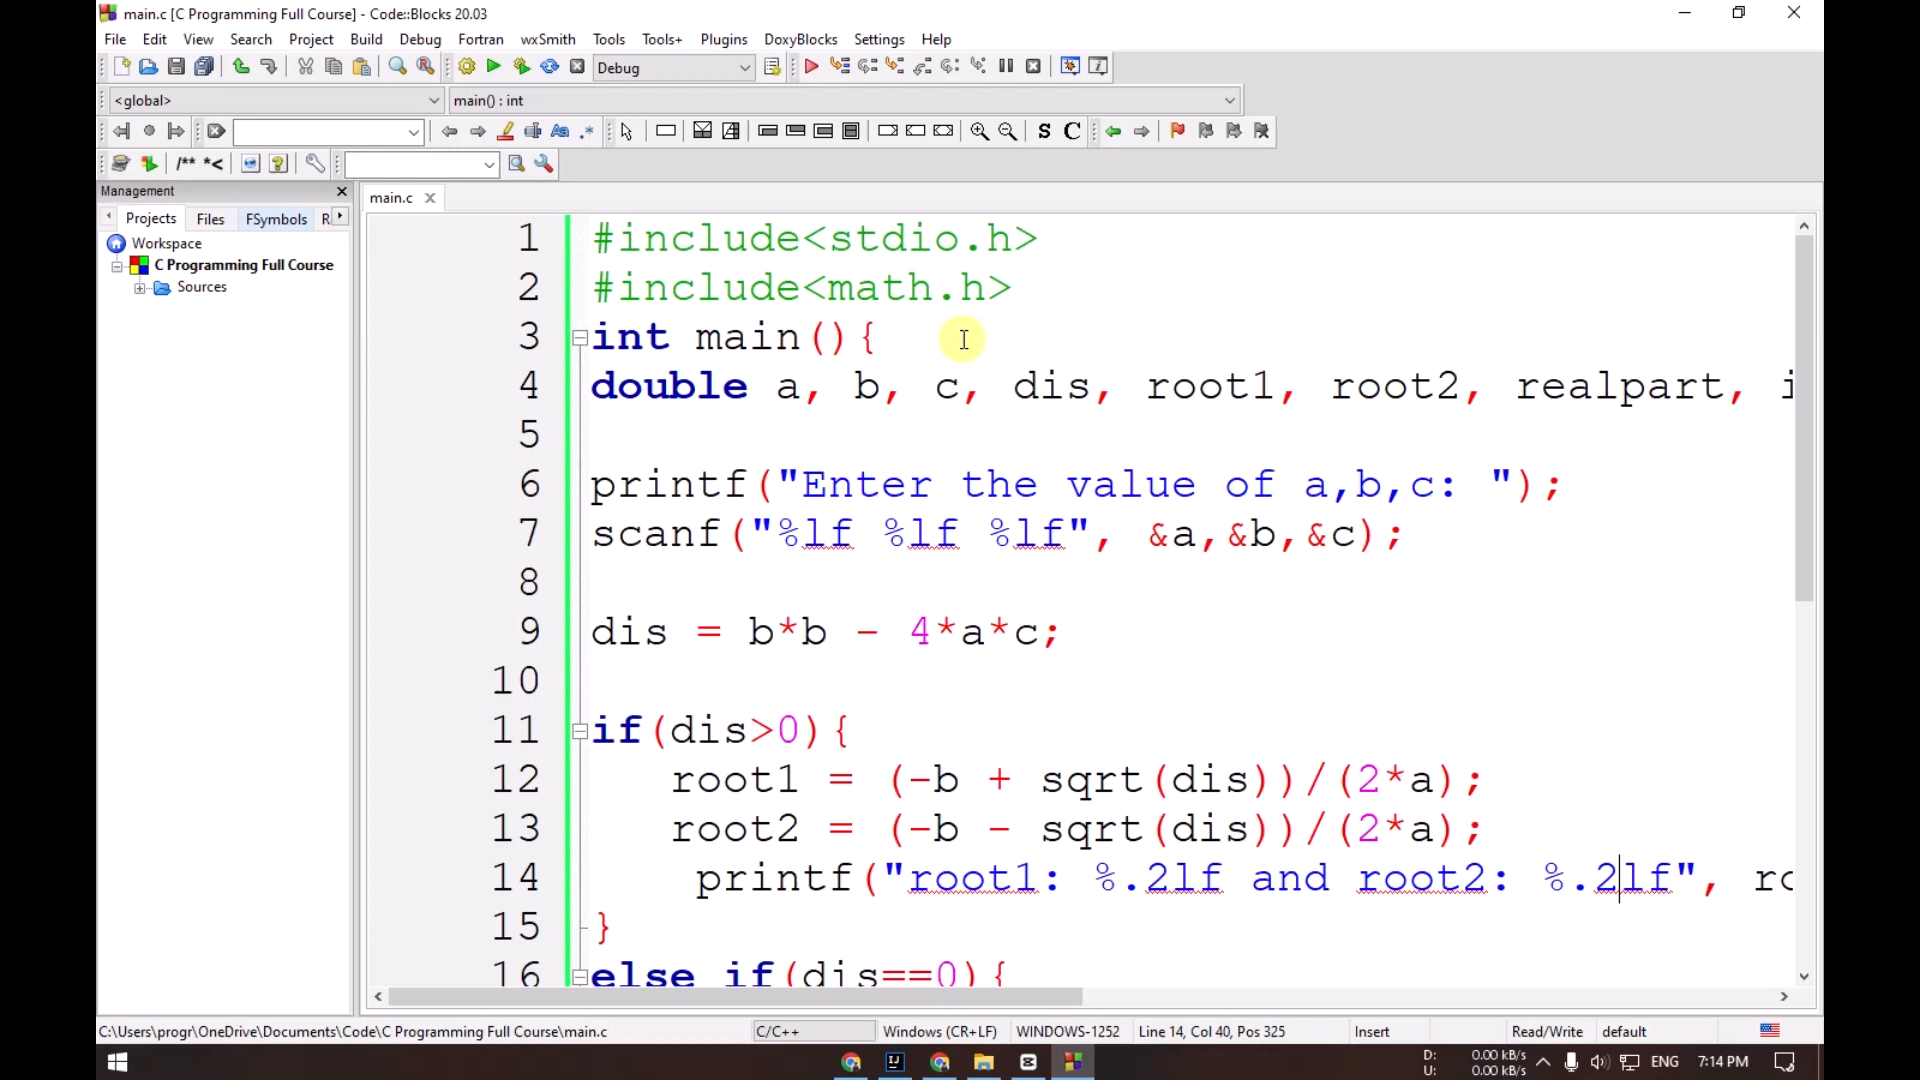 main.c [C Programming Full Course] - Code::Blocks 20.03
File Edit View Search Project Build Debug Fortran wxSmith Tools Tools+ Plugins DoxyBlocks Settings Help
Debug
<global> main() : int
/** *< S C
Management
main.c
Projects Files FSymbols R
Workspace
C Programming Full Course
Sources
1 #include<stdio.h>
2 #include<math.h>
3 int main(){
4 double a, b, c, dis, root1, root2, realpart, i
5
6 printf("Enter the value of a,b,c: ");
7 scanf("%lf %lf %lf", &a,&b,&c);
8
9 dis = b*b - 4*a*c;
10
11 if(dis>0){
12 root1 = (-b + sqrt(dis))/(2*a);
13 root2 = (-b - sqrt(dis))/(2*a);
14 printf("root1: %.2lf and root2: %.2lf", ro
15 }
16 else if(dis==0){
C:\Users\progr\OneDrive\Documents\Code\C Programming Full Course\main.c C/C++ Windows (CR+LF) WINDOWS-1252 Line 14, Col 40, Pos 325 Insert Read/Write default
D: 0.00 kB/s
U: 0.00 kB/s
ENG 7:14 PM